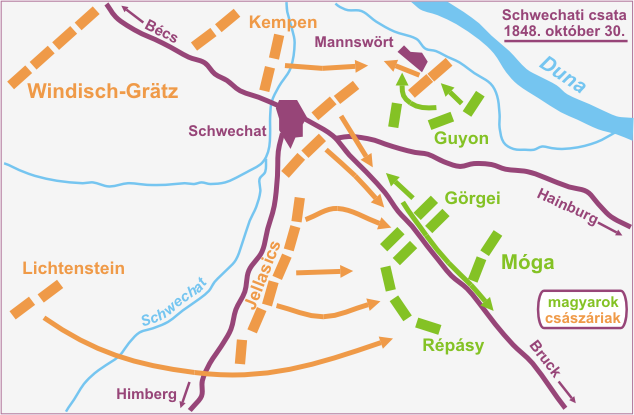 Schwechati csata
1848. október 30.
Bécs
Kempen
Mannswört
Duna
Windisch-Grätz
Schwechat
Guyon
Hainburg
Görgei
Lichtenstein
Jellasics
Móga
Schwechat
magyarok
császáriak
Répásy
Bruck
Himberg